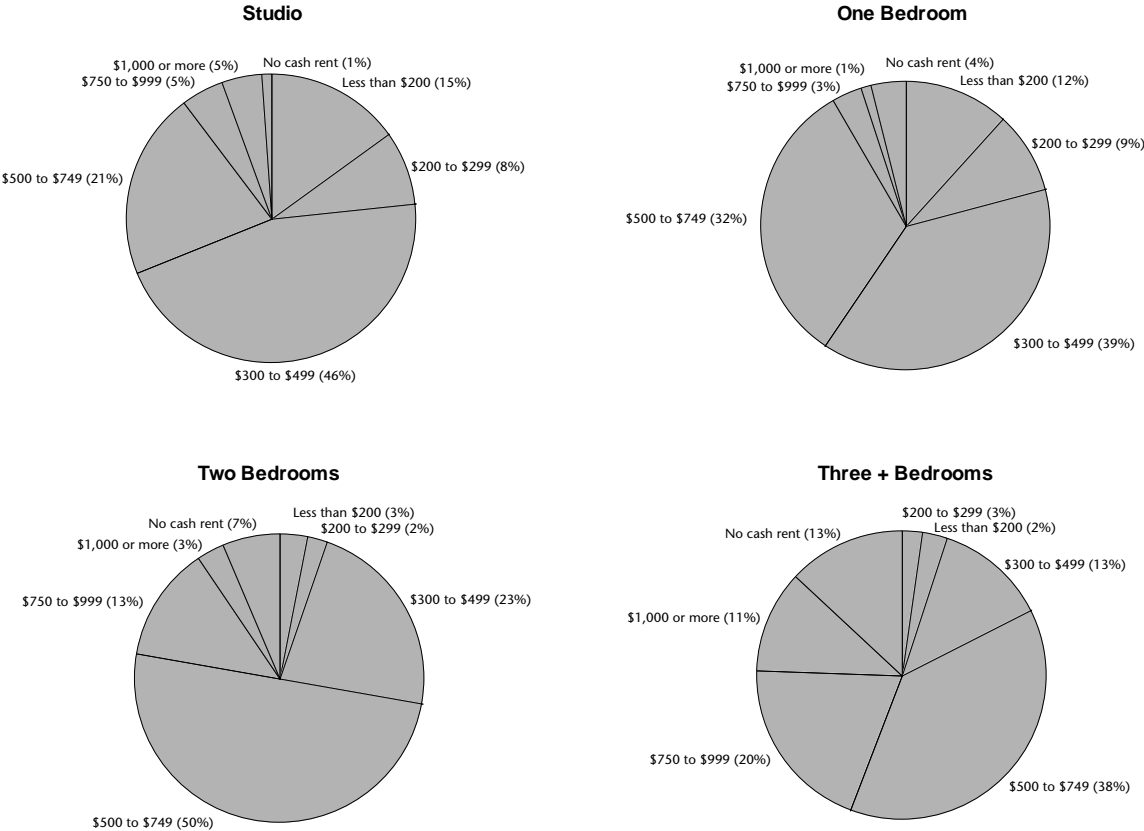 Studio
No cash rent (1%)
$1,000 or more (5%)
$750 to $999 (5%)
Less than $200 (15%)
$200 to $299 (8%)
$500 to $749 (21%)
$300 to $499 (46%)
One Bedroom
No cash rent (4%)
$1,000 or more (1%)
$750 to $999 (3%)
Less than $200 (12%)
$200 to $299 (9%)
$500 to $749 (32%)
$300 to $499 (39%)
Two Bedrooms
Less than $200 (3%)
No cash rent (7%)
$200 to $299 (2%)
$1,000 or more (3%)
$750 to $999 (13%)
$300 to $499 (23%)
$500 to $749 (50%)
Three + Bedrooms
$200 to $299 (3%)
Less than $200 (2%)
No cash rent (13%)
$300 to $499 (13%)
$1,000 or more (11%)
$750 to $999 (20%)
$500 to $749 (38%)